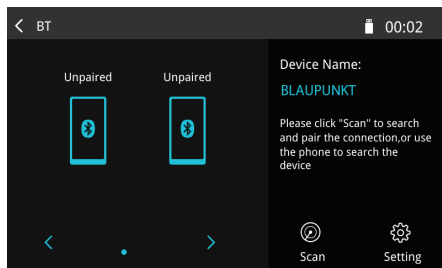 BT
00:02
Unpaired
Unpaired
Device Name:
BLAUPUNKT
Please click "Scan" to search
and pair the connection,or use
the phone to search the
device
Scan
Setting